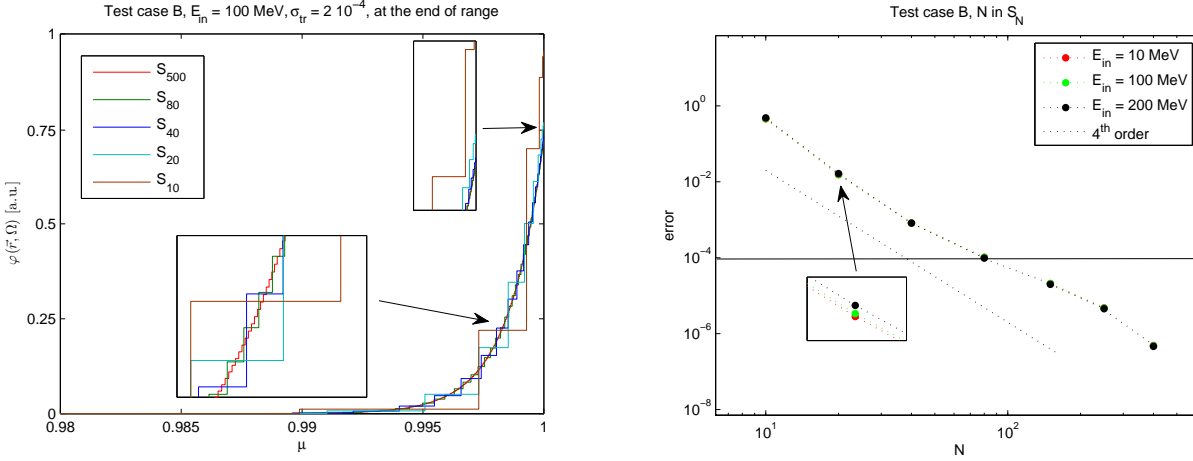 Test case B, E_in = 100 MeV, σ_tr = 2 10^-4, at the end of range
φ(r⃗, Ω) [a.u.]
1
0.75
0.5
0.25
0
S_500
S_80
S_40
S_20
S_10
0.98
0.985
0.99
0.995
1
μ
Test case B, N in S_N
error
10^0
10^-2
10^-4
10^-6
10^-8
E_in = 10 MeV
E_in = 100 MeV
E_in = 200 MeV
4^th order
10^1
10^2
N